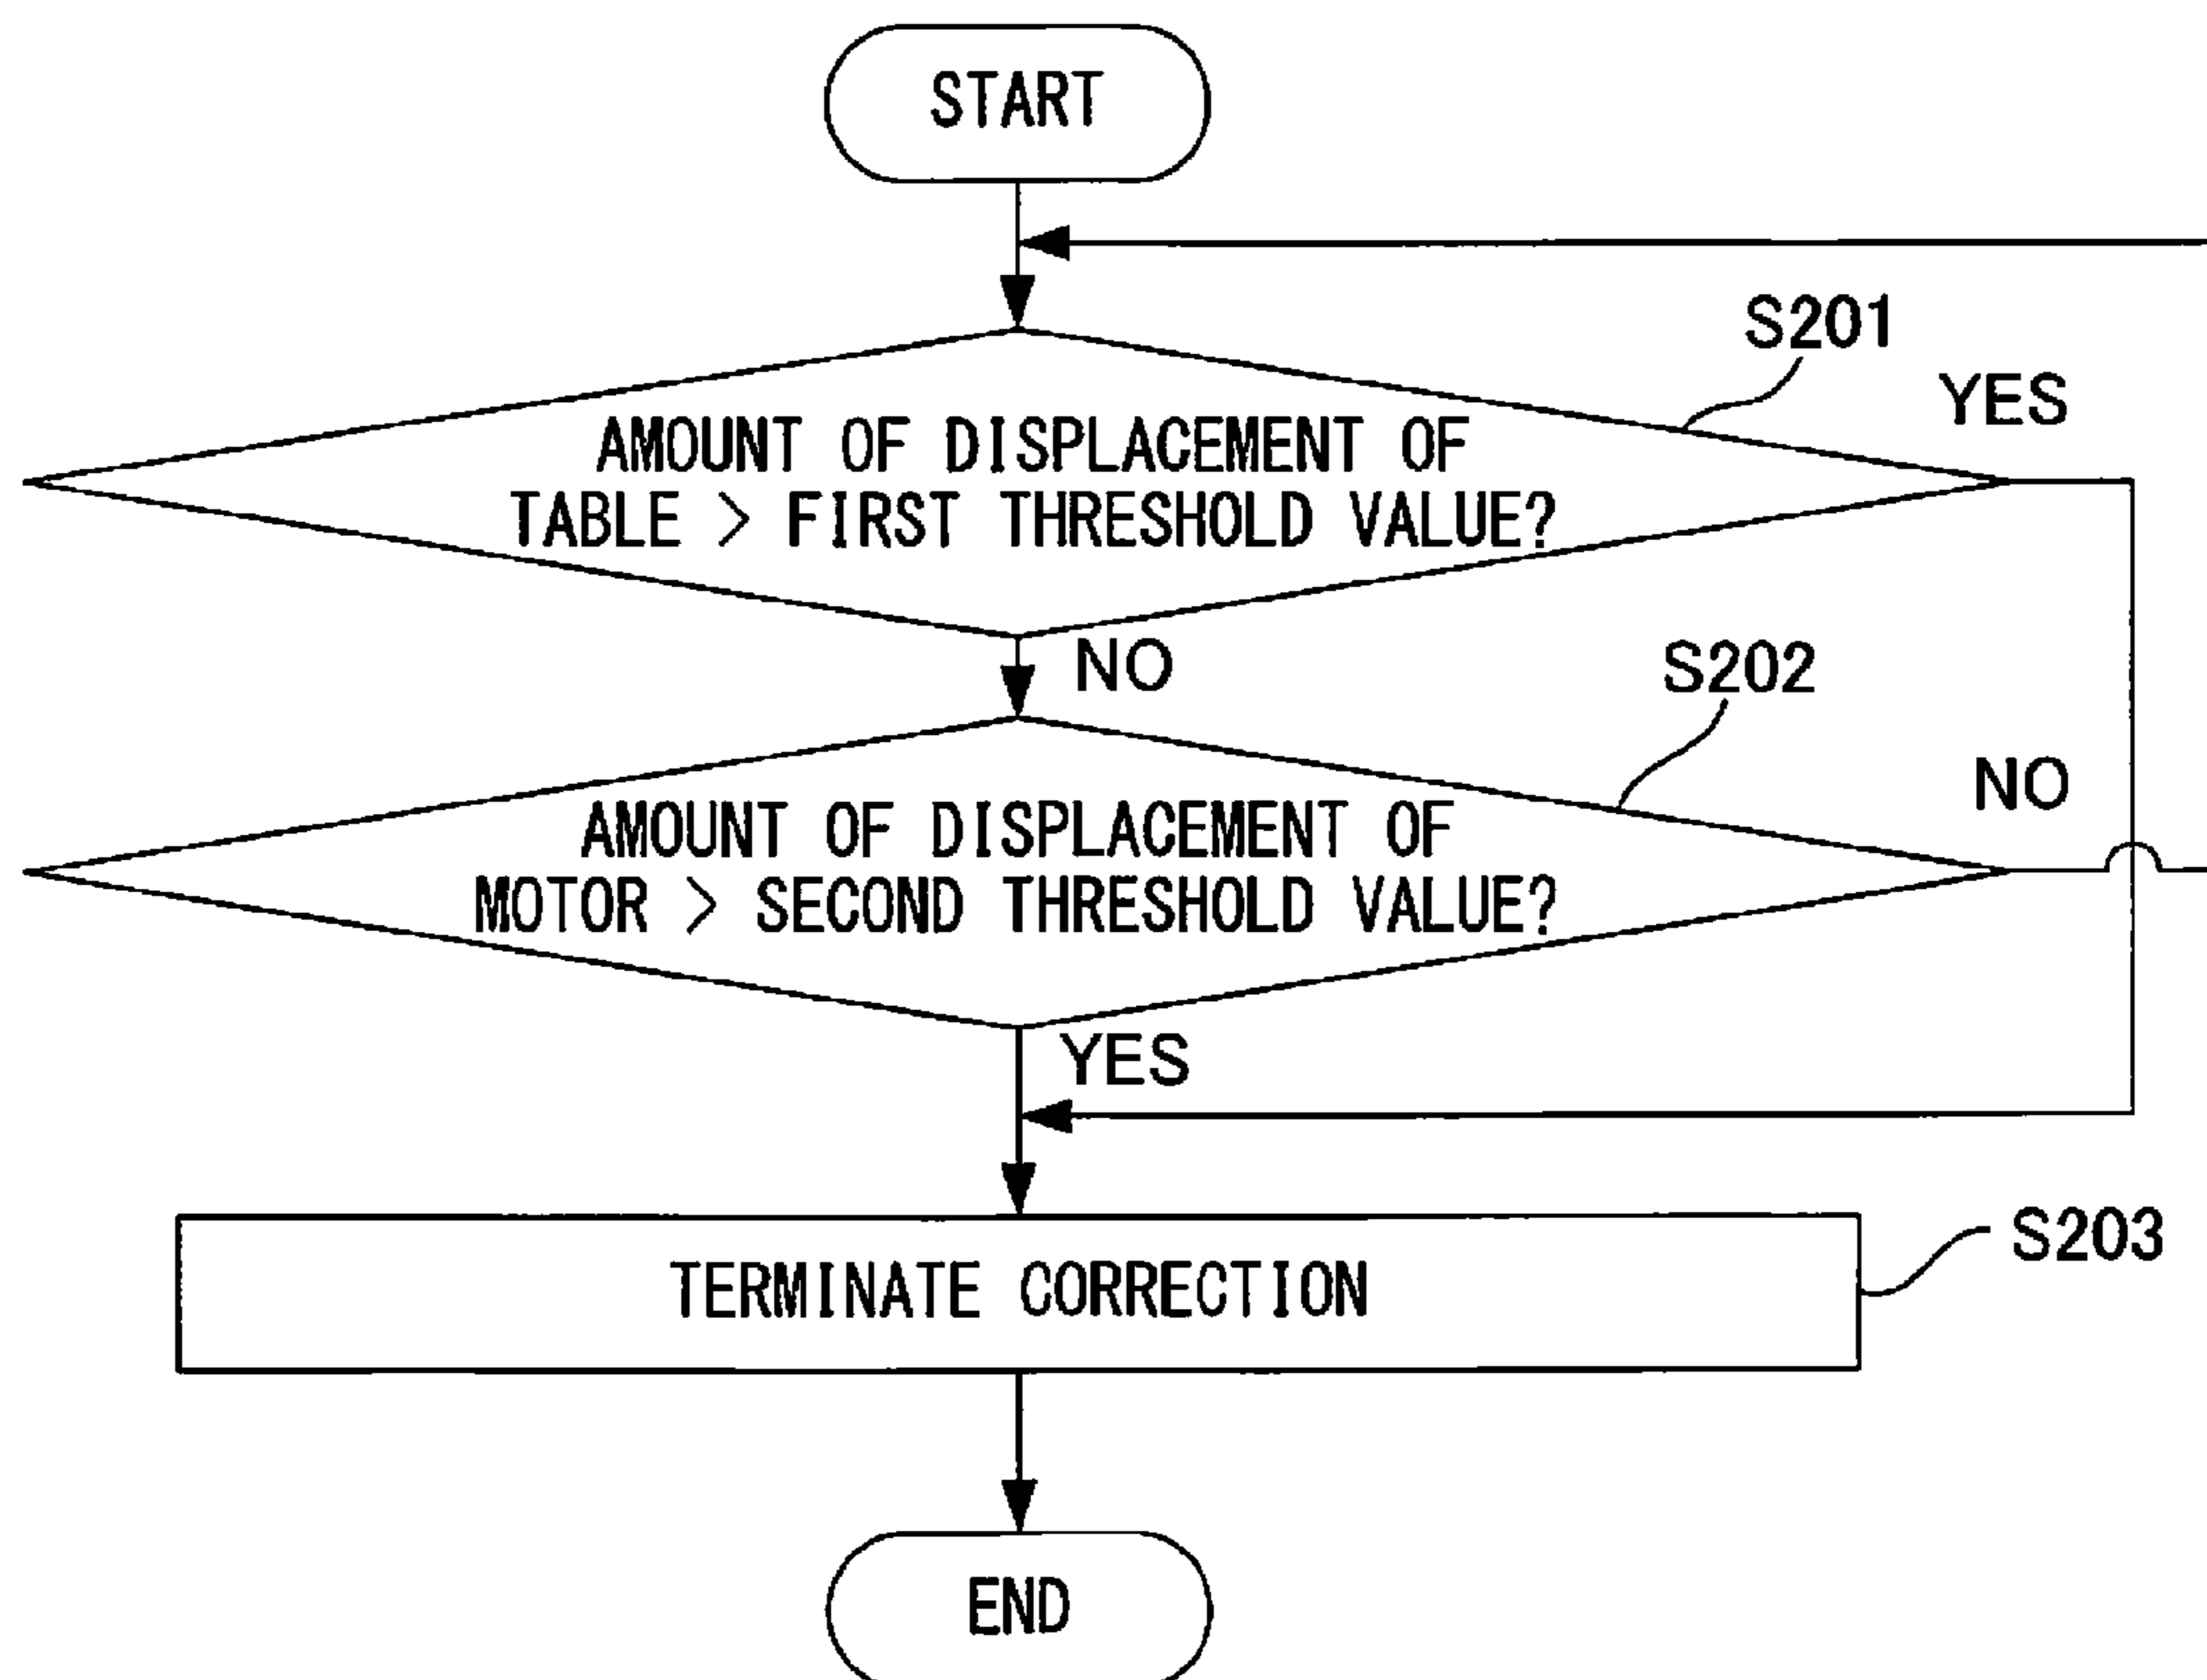 START
S201
YES
AMOUNT OF DISPLACEMENT OF
TABLE > FIRST THRESHOLD VALUE?
NO
S202
NO
AMOUNT OF DISPLACEMENT OF
MOTOR > SECOND THRESHOLD VALUE?
YES
S203
TERMINATE CORRECTION
END